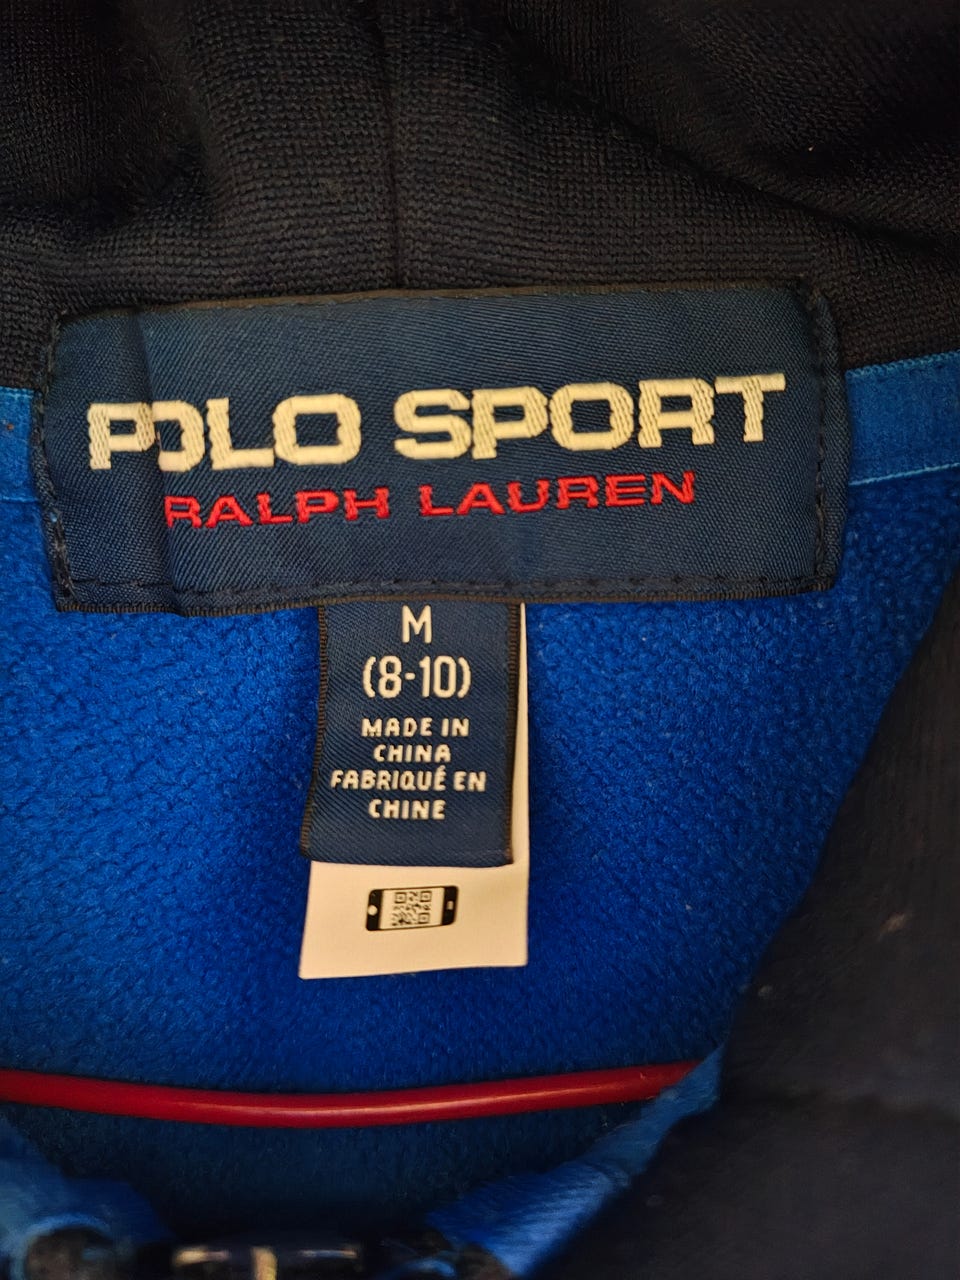 POLO SPORT
RALPH LAUREN
M
(8-10)
MADE IN
CHINA
FABRIQUÉ EN
CHINE